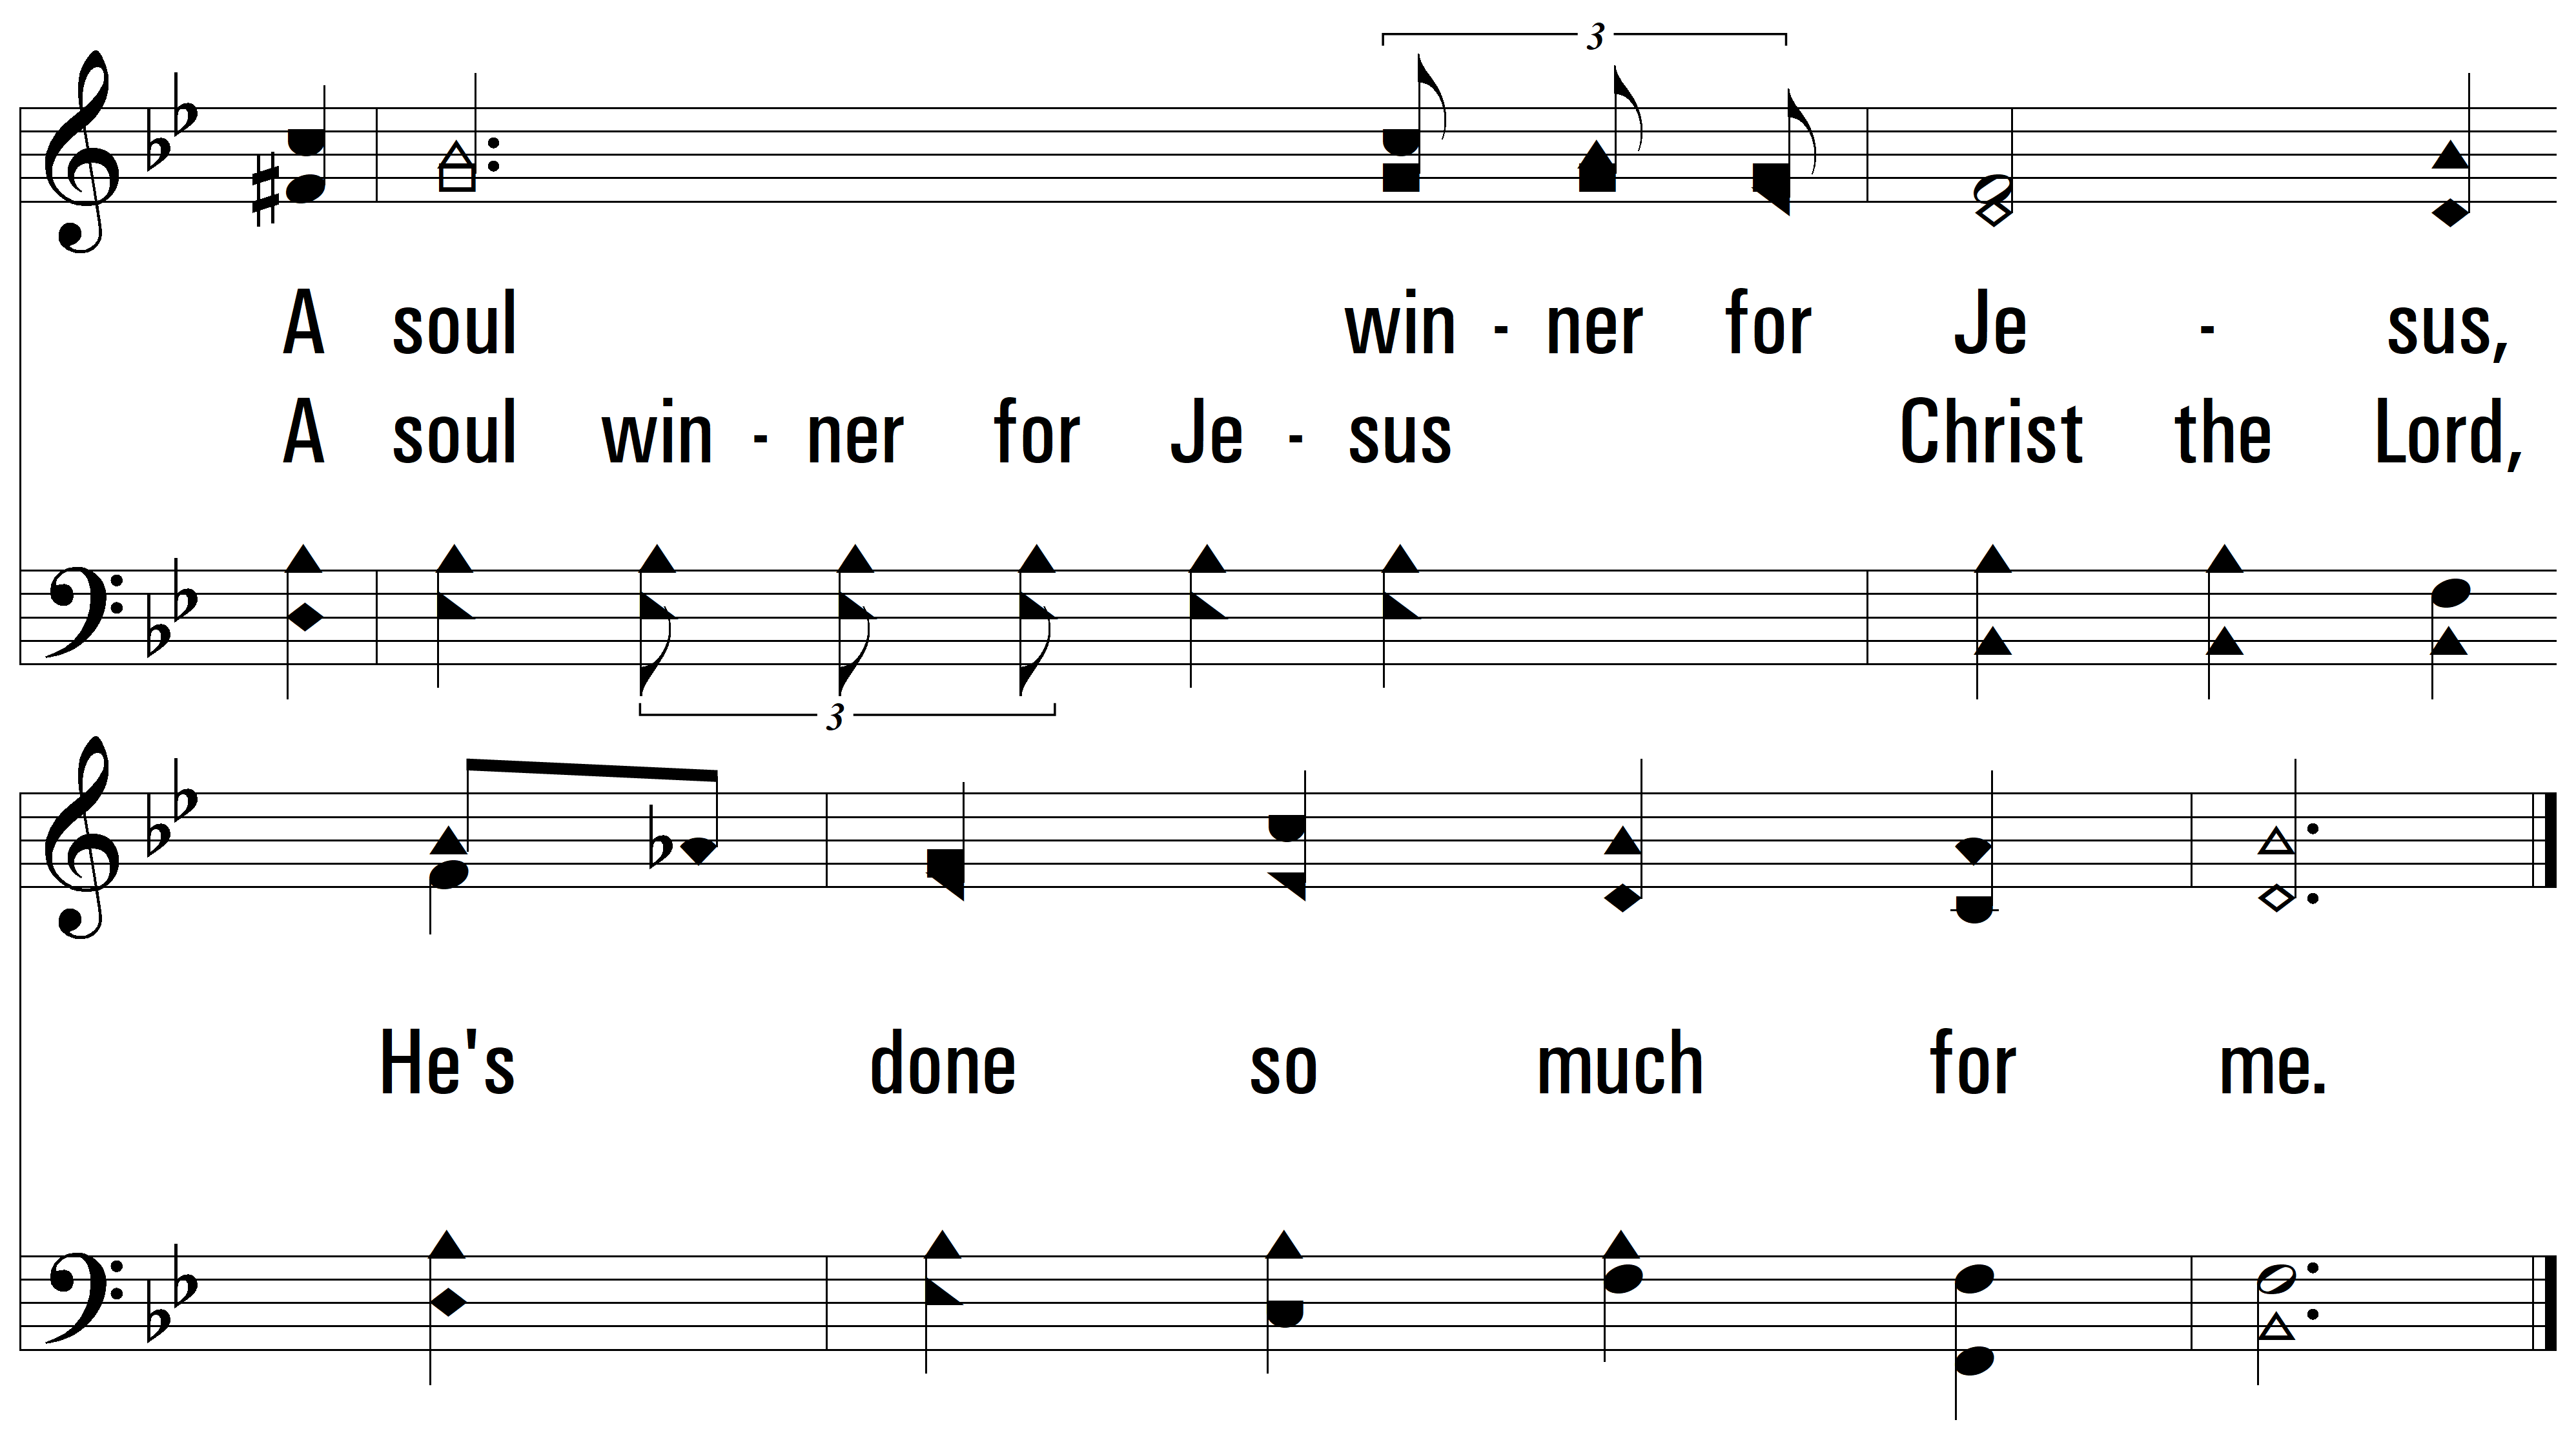 3
A soul win - ner for Je - sus,
A soul win - ner for Je - sus Christ the Lord,
3
He's done so much for me.